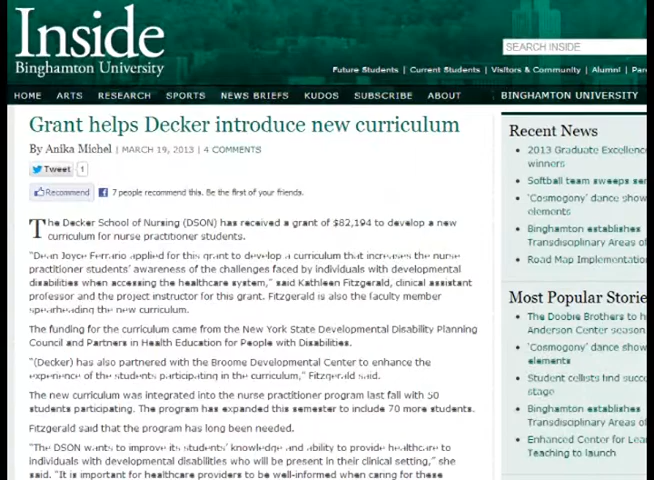 Inside
Binghamton University
SEARCH INSIDE
Future Students | Current Students | Visitors & Community | Alumni | Par
HOME ARTS RESEARCH SPORTS NEWS BRIEFS KUDOS SUBSCRIBE ABOUT BINGHAMTON UNIVERSITY
Grant helps Decker introduce new curriculum
By Anika Michel | MARCH 19, 2013 | 4 COMMENTS
Tweet 1
Recommend 7 people recommend this. Be the first of your friends.
The Decker School of Nursing (DSON) has received a grant of $82,194 to develop a new
curriculum for nurse practitioner students.
"Dean Joyce Ferrario applied for this grant to develop a curriculum that increases the nurse
practitioner students' awareness of the challenges faced by individuals with developmental
disabilities when accessing the healthcare system," said Kathleen Fitzgerald, clinical assistant
professor and the project instructor for this grant. Fitzgerald is also the faculty member
spearheading the new curriculum.
The funding for the curriculum came from the New York State Developmental Disability Planning
Council and Partners in Health Education for People with Disabilities.
"(Decker) has also partnered with the Broome Developmental Center to enhance the
experience of the students participating in the curriculum," Fitzgerald said.
The new curriculum was integrated into the nurse practitioner program last fall with 50
students participating. The program has expanded this semester to include 70 more students.
Fitzgerald said that the program has long been needed.
"The DSON wants to improve its students' knowledge and ability to provide healthcare to
individuals with developmental disabilities who will be present in their clinical setting," she
said. "It is important for healthcare providers to be well-informed when caring for these
Recent News
2013 Graduate Excellence
winners
Softball team sweeps ser
'Cosmogony' dance show
elements
Binghamton establishes
Transdisciplinary Areas of
Road Map Implementatio
Most Popular Storie
The Doobie Brothers to h
Anderson Center season
'Cosmogony' dance show
elements
Student cellists find succ
stage
Binghamton establishes
Transdisciplinary Areas of
Enhanced Center for Lear
Teaching to launch